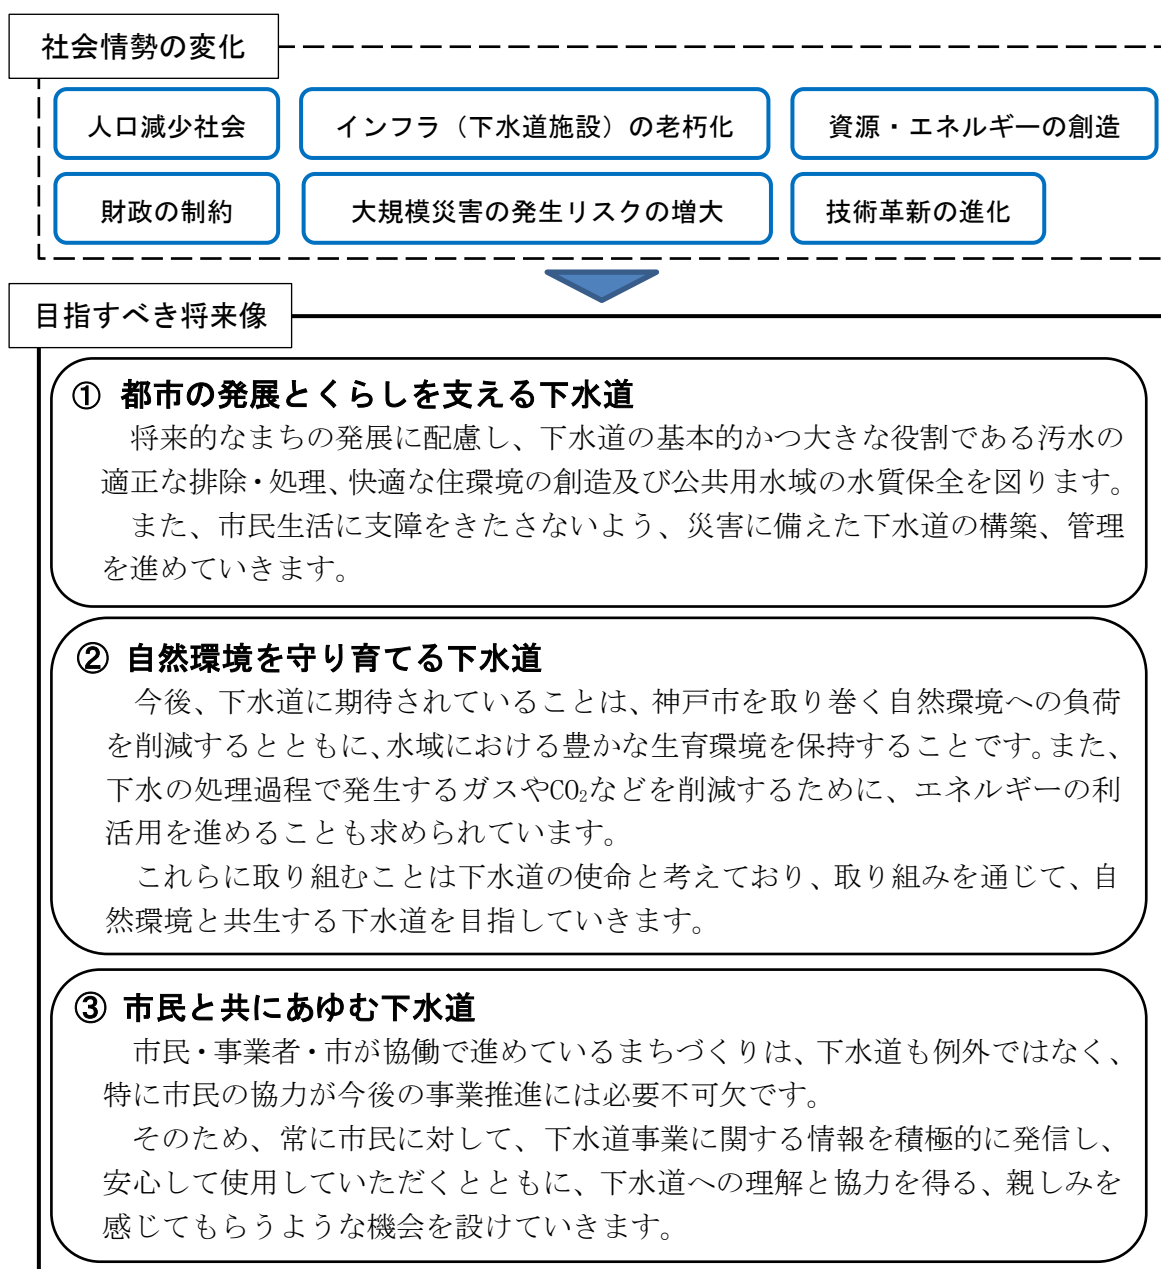 社会情勢の変化
人口減少社会
インフラ（下水道施設）の老朽化
資源・エネルギーの創造
財政の制約
大規模災害の発生リスクの増大
技術革新の進化
目指すべき将来像
① 都市の発展とくらしを支える下水道
将来的なまちの発展に配慮し、下水道の基本的かつ大きな役割である汚水の
適正な排除・処理、快適な住環境の創造及び公共用水域の水質保全を図ります。
また、市民生活に支障をきたさないよう、災害に備えた下水道の構築、管理
を進めていきます。
② 自然環境を守り育てる下水道
今後、下水道に期待されていることは、神戸市を取り巻く自然環境への負荷
を削減するとともに、水域における豊かな生育環境を保持することです。また、
下水の処理過程で発生するガスやCO₂などを削減するために、エネルギーの利
活用を進めることも求められています。
これらに取り組むことは下水道の使命と考えており、取り組みを通じて、自
然環境と共生する下水道を目指していきます。
③ 市民と共にあゆむ下水道
市民・事業者・市が協働で進めているまちづくりは、下水道も例外ではなく、
特に市民の協力が今後の事業推進には必要不可欠です。
そのため、常に市民に対して、下水道事業に関する情報を積極的に発信し、
安心して使用していただくとともに、下水道への理解と協力を得る、親しみを
感じてもらうような機会を設けていきます。